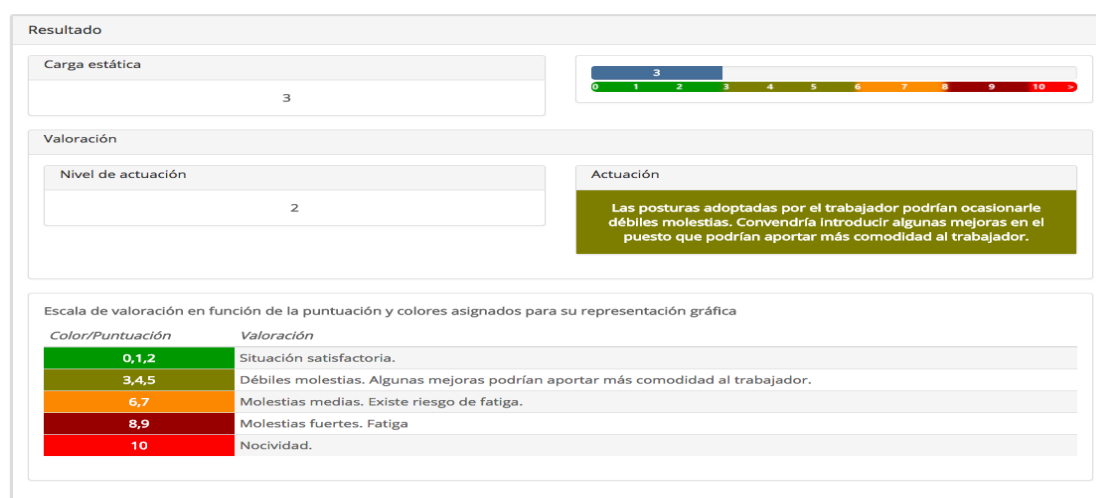 Resultado
Carga estática
3
3
0 1 2 3 4 5 6 7 8 9 10 >
Valoración
Nivel de actuación
2
Actuación
Las posturas adoptadas por el trabajador podrían ocasionarle
débiles molestias. Convendría introducir algunas mejoras en el
puesto que podrían aportar más comodidad al trabajador.
Escala de valoración en función de la puntuación y colores asignados para su representación gráfica
Color/Puntuación Valoración
0,1,2 Situación satisfactoria.
3,4,5 Débiles molestias. Algunas mejoras podrían aportar más comodidad al trabajador.
6,7 Molestias medias. Existe riesgo de fatiga.
8,9 Molestias fuertes. Fatiga
10 Nocividad.